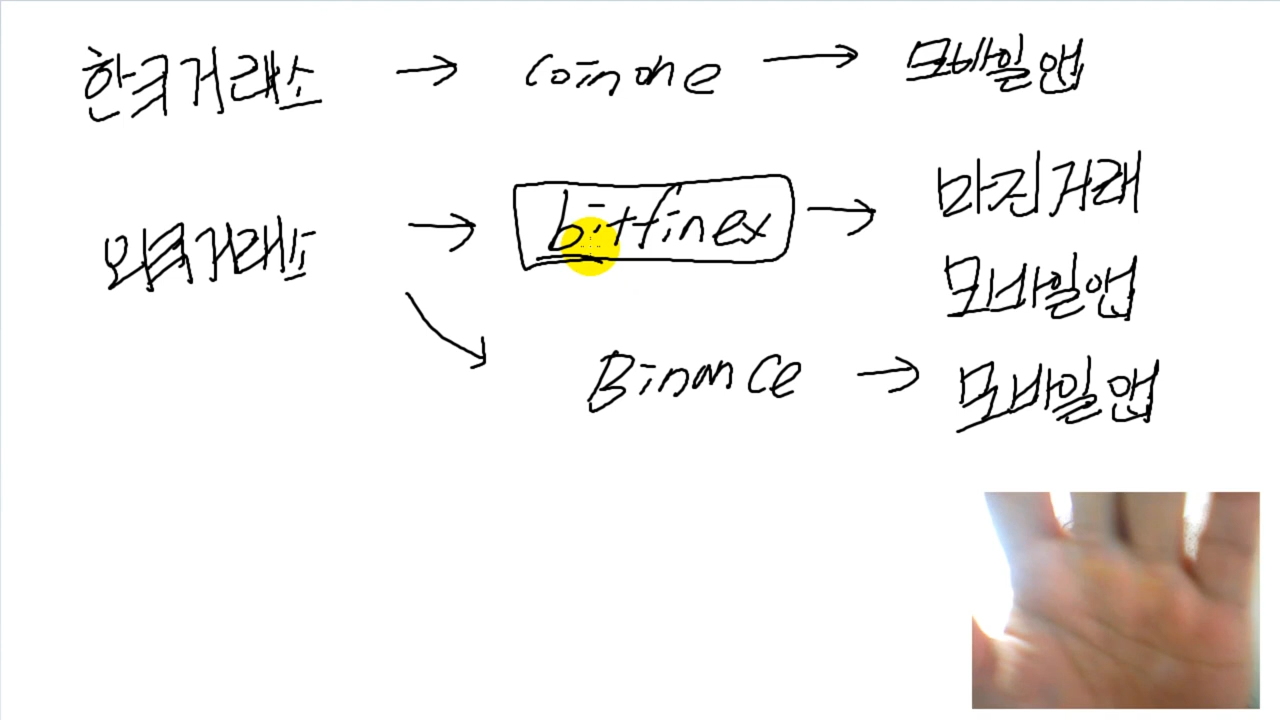 한국거래소 → coinone → 모바일앱
외국거래소 → bitfinex → 마진거래
모바일앱
Binance → 모바일앱